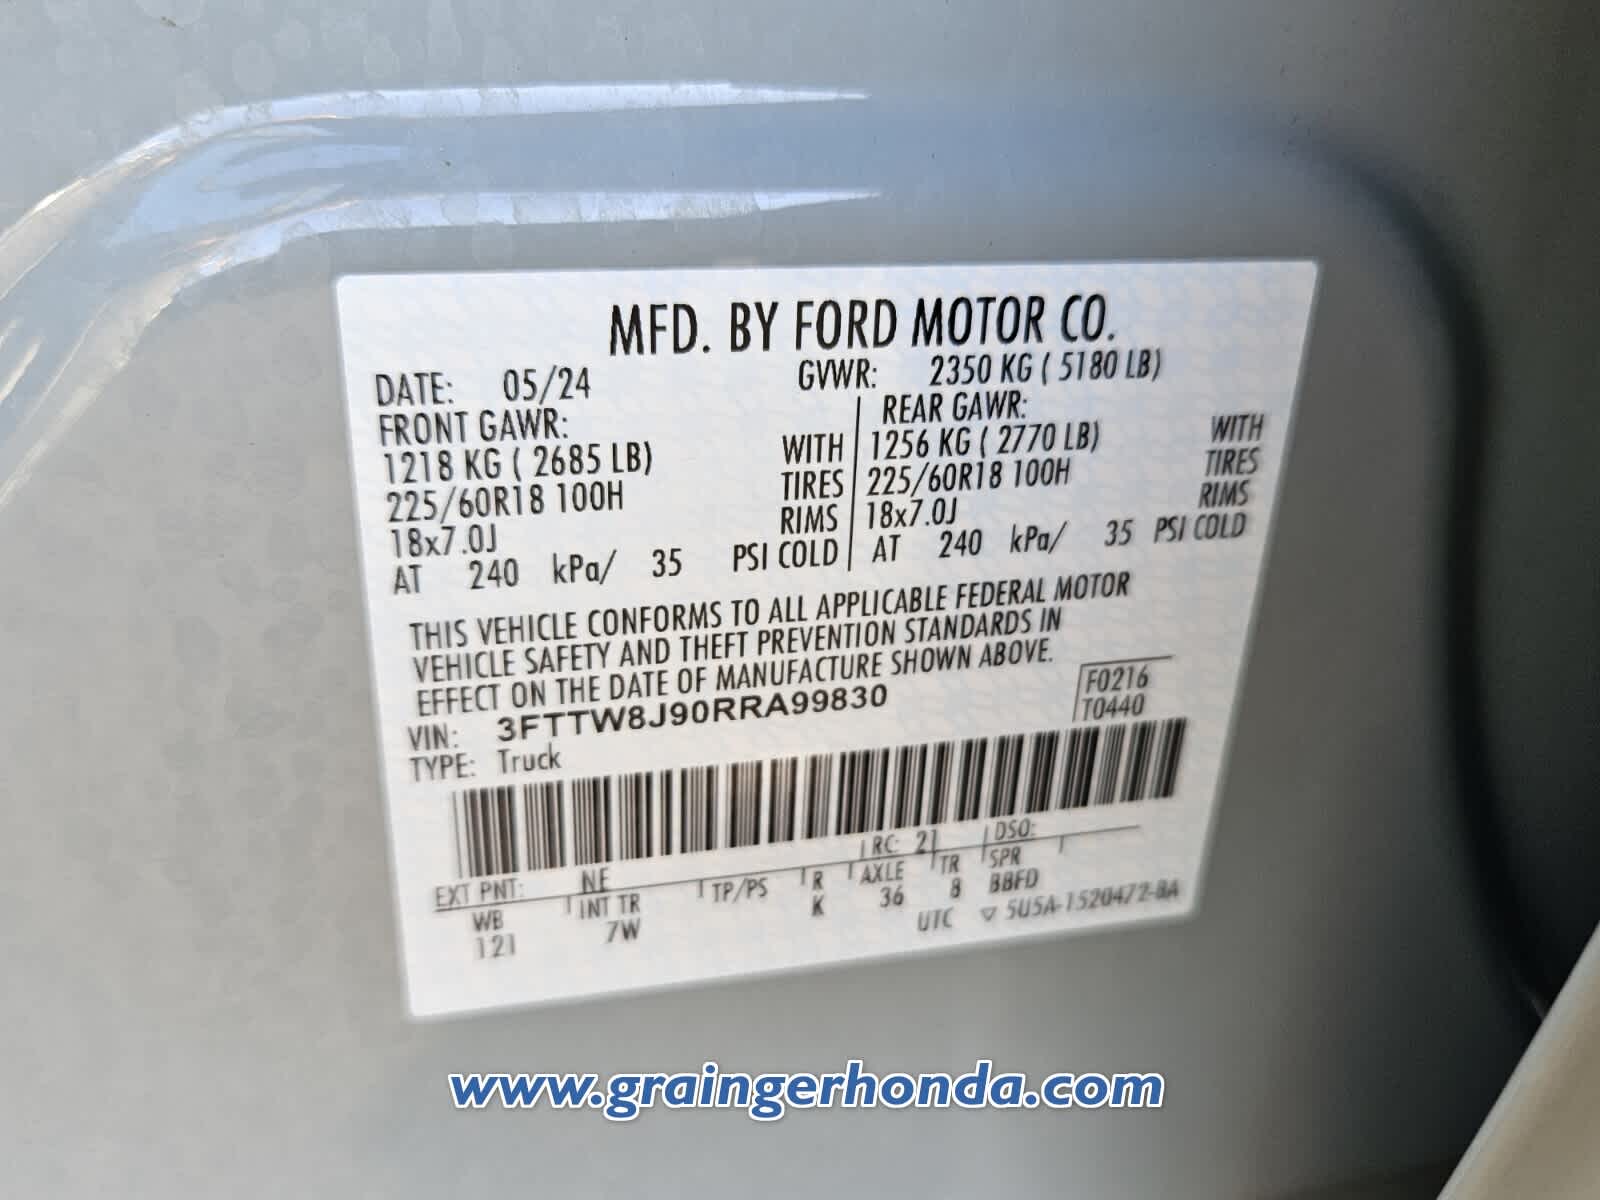 MFD. BY FORD MOTOR CO.
DATE: 05/24 GVWR: 2350 KG ( 5180 LB)
FRONT GAWR: REAR GAWR:
1218 KG ( 2685 LB) WITH 1256 KG ( 2770 LB) WITH
225/60R18 100H TIRES 225/60R18 100H TIRES
18x7.0J RIMS 18x7.0J RIMS
AT 240 kPa/ 35 PSI COLD AT 240 kPa/ 35 PSI COLD
THIS VEHICLE CONFORMS TO ALL APPLICABLE FEDERAL MOTOR
VEHICLE SAFETY AND THEFT PREVENTION STANDARDS IN
EFFECT ON THE DATE OF MANUFACTURE SHOWN ABOVE.
VIN: 3FTTW8J90RRA99830 F0216
TYPE: Truck T0440
EXT PNT: NE RC: 21 DSO:
WB INT TR TP/PS R AXLE TR SPR
121 7W K 36 8 BBFD
UTC ▽ 5U5A-1520472-BA
www.graingerhonda.com